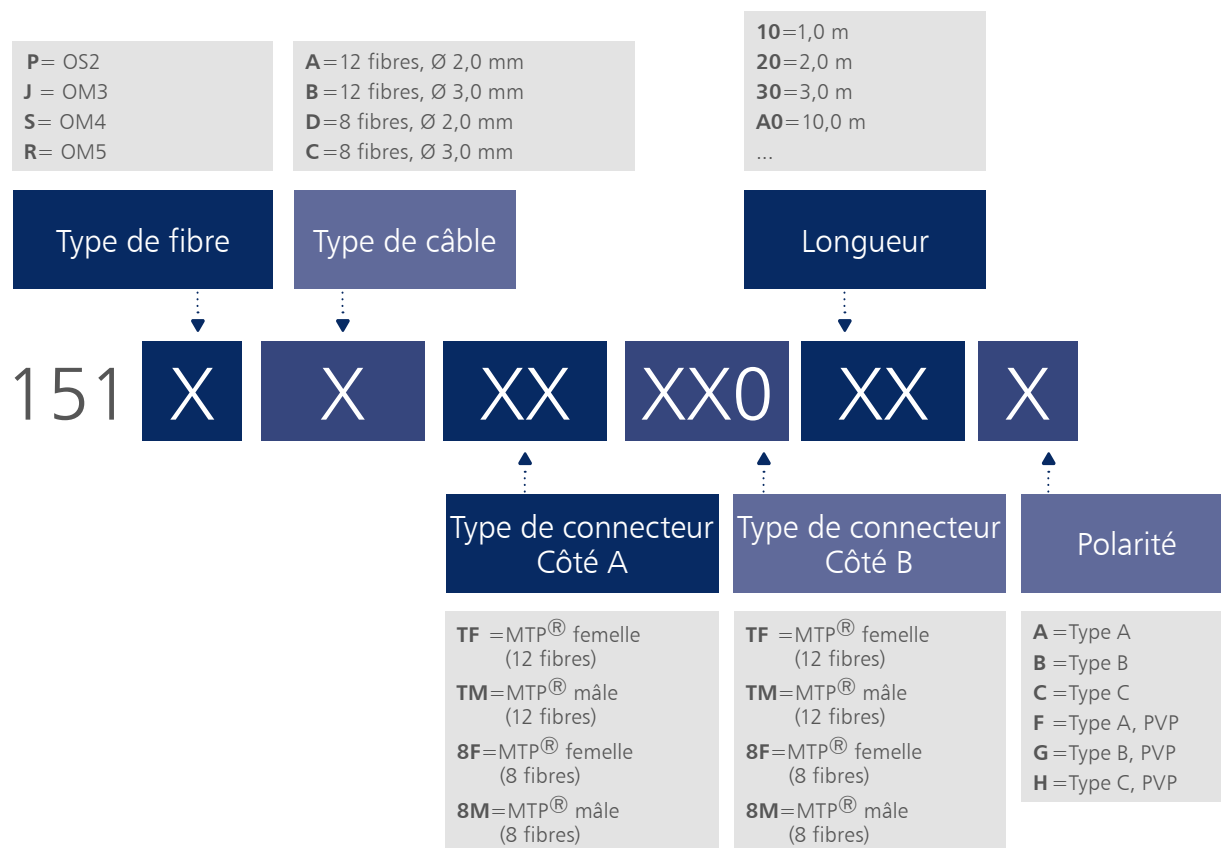 P= OS2
J = OM3
S= OM4
R= OM5
A=12 fibres, Ø 2,0 mm
B=12 fibres, Ø 3,0 mm
D=8 fibres, Ø 2,0 mm
C=8 fibres, Ø 3,0 mm
10=1,0 m
20=2,0 m
30=3,0 m
A0=10,0 m
...
Type de fibre
Type de câble
Longueur
151 X X XX XX0 XX X
Type de connecteur
Côté A
Type de connecteur
Côté B
Polarité
TF =MTP® femelle
(12 fibres)
TM=MTP® mâle
(12 fibres)
8F=MTP® femelle
(8 fibres)
8M=MTP® mâle
(8 fibres)
TF =MTP® femelle
(12 fibres)
TM=MTP® mâle
(12 fibres)
8F=MTP® femelle
(8 fibres)
8M=MTP® mâle
(8 fibres)
A =Type A
B =Type B
C =Type C
F =Type A, PVP
G =Type B, PVP
H =Type C, PVP